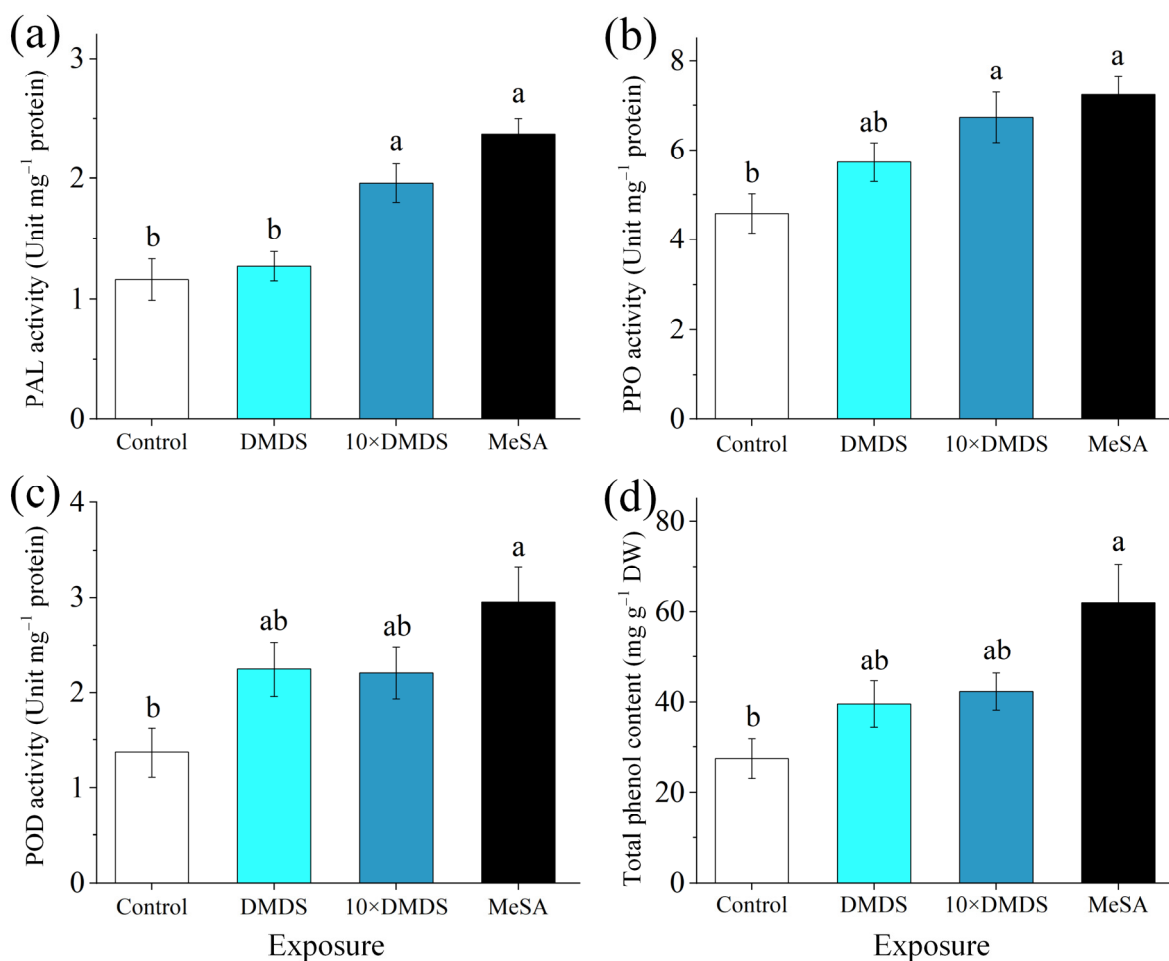 (a)
PAL activity (Unit mg⁻¹ protein)
3
2
1
0
b
b
a
a
Control
DMDS
10×DMDS
MeSA
(b)
PPO activity (Unit mg⁻¹ protein)
8
6
4
2
0
b
ab
a
a
Control
DMDS
10×DMDS
MeSA
(c)
POD activity (Unit mg⁻¹ protein)
4
3
2
1
0
b
ab
ab
a
Control
DMDS
10×DMDS
MeSA
Exposure
(d)
Total phenol content (mg g⁻¹ DW)
80
60
40
20
0
b
ab
ab
a
Control
DMDS
10×DMDS
MeSA
Exposure